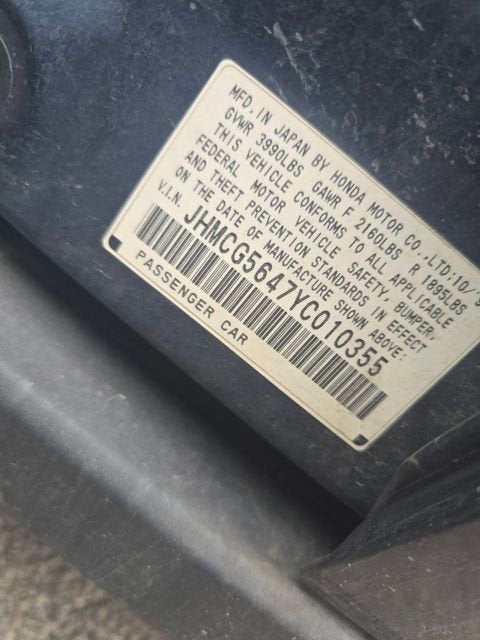 MFD. IN JAPAN BY HONDA MOTOR CO.,LTD:10/9
GVWR 3990LBS GAWR F 2160LBS R 1895LBS
THIS VEHICLE CONFORMS TO ALL APPLICABLE
FEDERAL MOTOR VEHICLE SAFETY, BUMPER,
AND THEFT PREVENTION STANDARDS IN EFFECT
ON THE DATE OF MANUFACTURE SHOWN ABOVE.
V.I.N. JHMCG5647YC010355
PASSENGER CAR